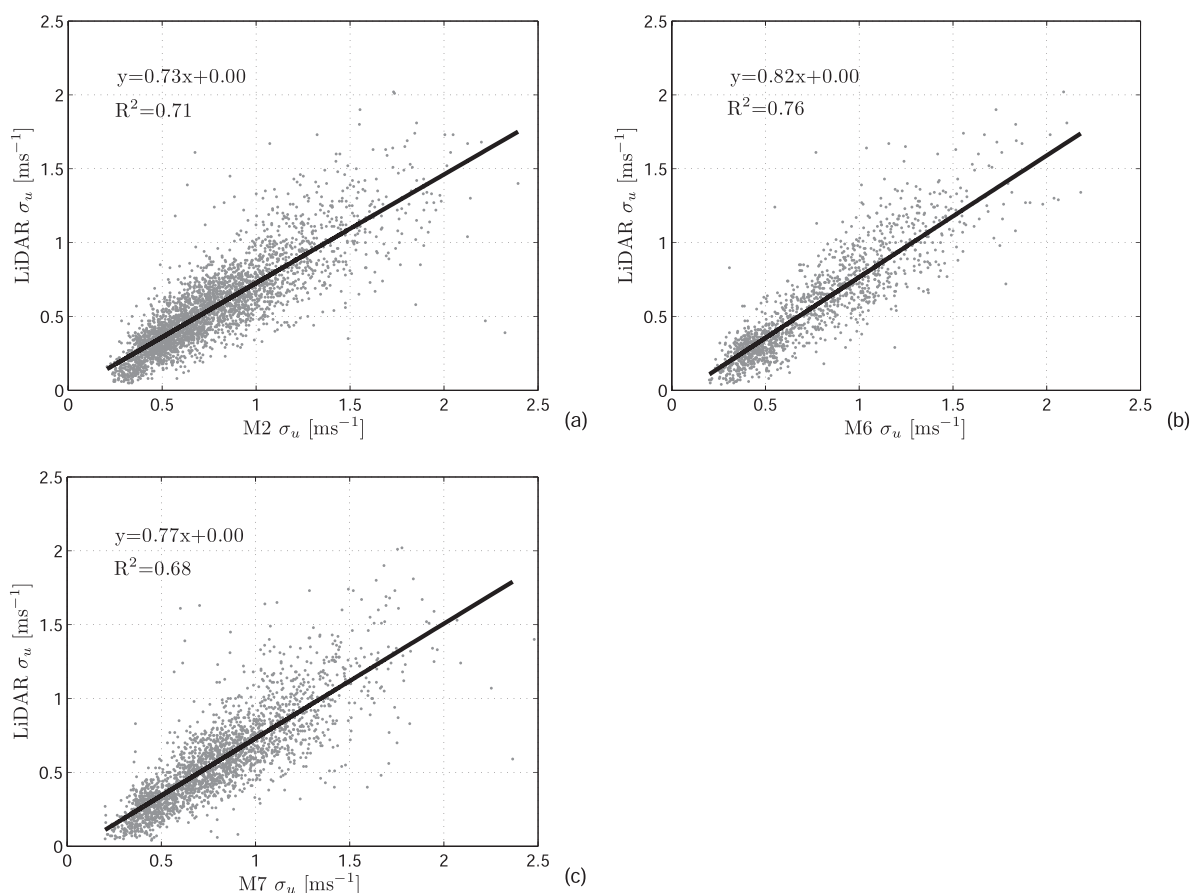 2.5
2
1.5
1
0.5
0
y=0.73x+0.00
R²=0.71
LiDAR σᵤ [ms⁻¹]
0 0.5 1 1.5 2 2.5
M2 σᵤ [ms⁻¹]
(a)
2.5
2
1.5
1
0.5
0
y=0.82x+0.00
R²=0.76
LiDAR σᵤ [ms⁻¹]
0 0.5 1 1.5 2 2.5
M6 σᵤ [ms⁻¹]
(b)
2.5
2
1.5
1
0.5
0
y=0.77x+0.00
R²=0.68
LiDAR σᵤ [ms⁻¹]
0 0.5 1 1.5 2 2.5
M7 σᵤ [ms⁻¹]
(c)